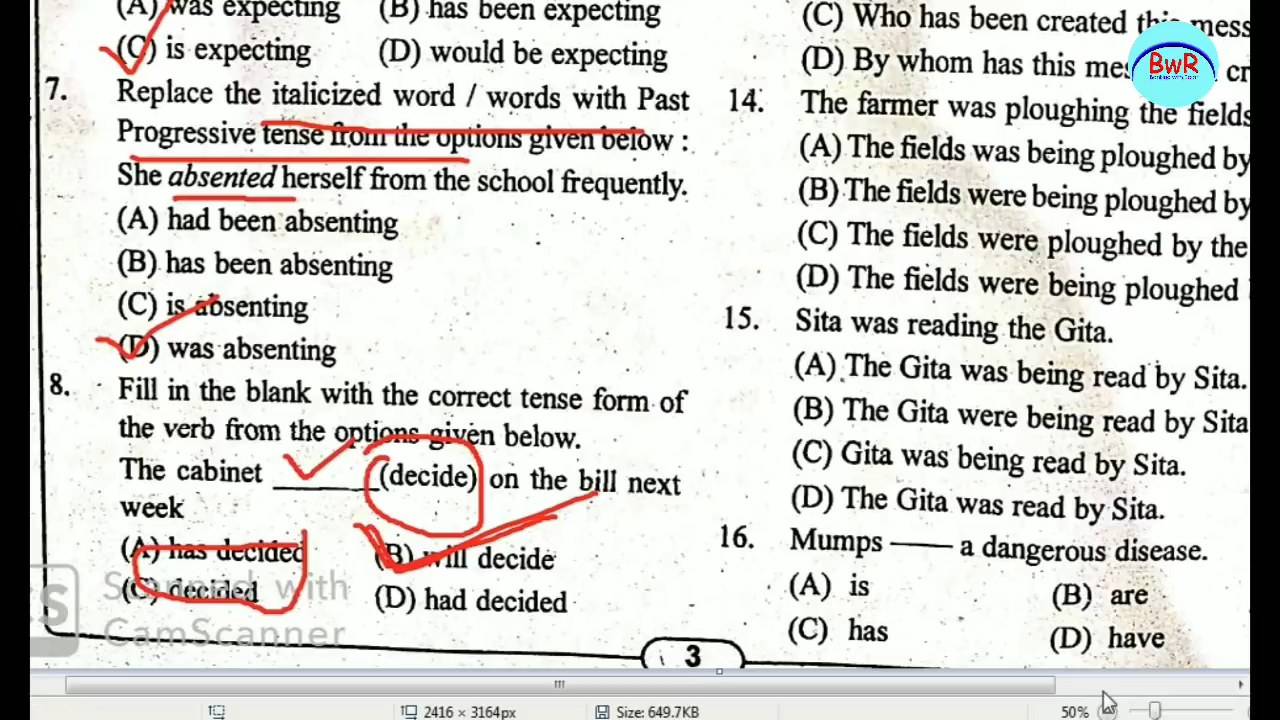 (A) was expecting (B) has been expecting
(C) is expecting (D) would be expecting
7. Replace the italicized word / words with Past
Progressive tense from the options given below :
She absented herself from the school frequently.
(A) had been absenting
(B) has been absenting
(C) is absenting
(D) was absenting
8. Fill in the blank with the correct tense form of
the verb from the options given below.
The cabinet ________(decide) on the bill next
week
(A) has decided (B) will decide
(C) decided (D) had decided
Scanned with
CamScanner
CS
3
(C) Who has been created this mess
(D) By whom has this mes cr
BwR
14. The farmer was ploughing the fields
(A) The fields was being ploughed by
(B) The fields were being ploughed by
(C) The fields were ploughed by the
(D) The fields were being ploughed
15. Sita was reading the Gita.
(A) The Gita was being read by Sita.
(B) The Gita were being read by Sita
(C) Gita was being read by Sita.
(D) The Gita was read by Sita.
16. Mumps —— a dangerous disease.
(A) is (B) are
(C) has (D) have
2416 × 3164px Size: 649.7KB 50%